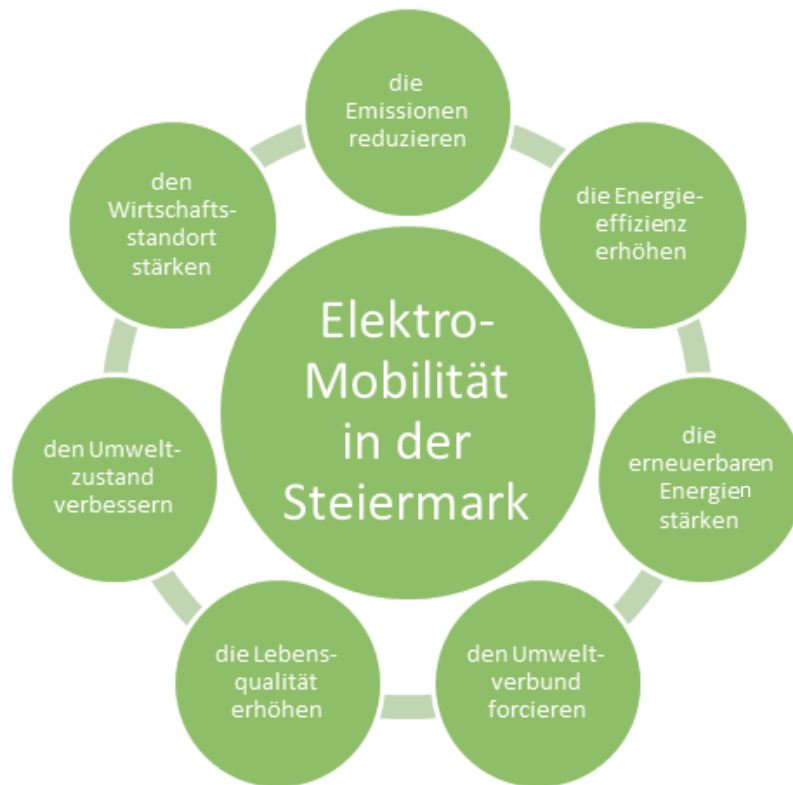 die
Emissionen
reduzieren
die Energie-
effizienz
erhöhen
die
erneuerbaren
Energien
stärken
den Umwelt-
verbund
forcieren
die Lebens-
qualität
erhöhen
den Umwelt-
zustand
verbessern
den
Wirtschafts-
standort
stärken
Elektro-
Mobilität
in der
Steiermark